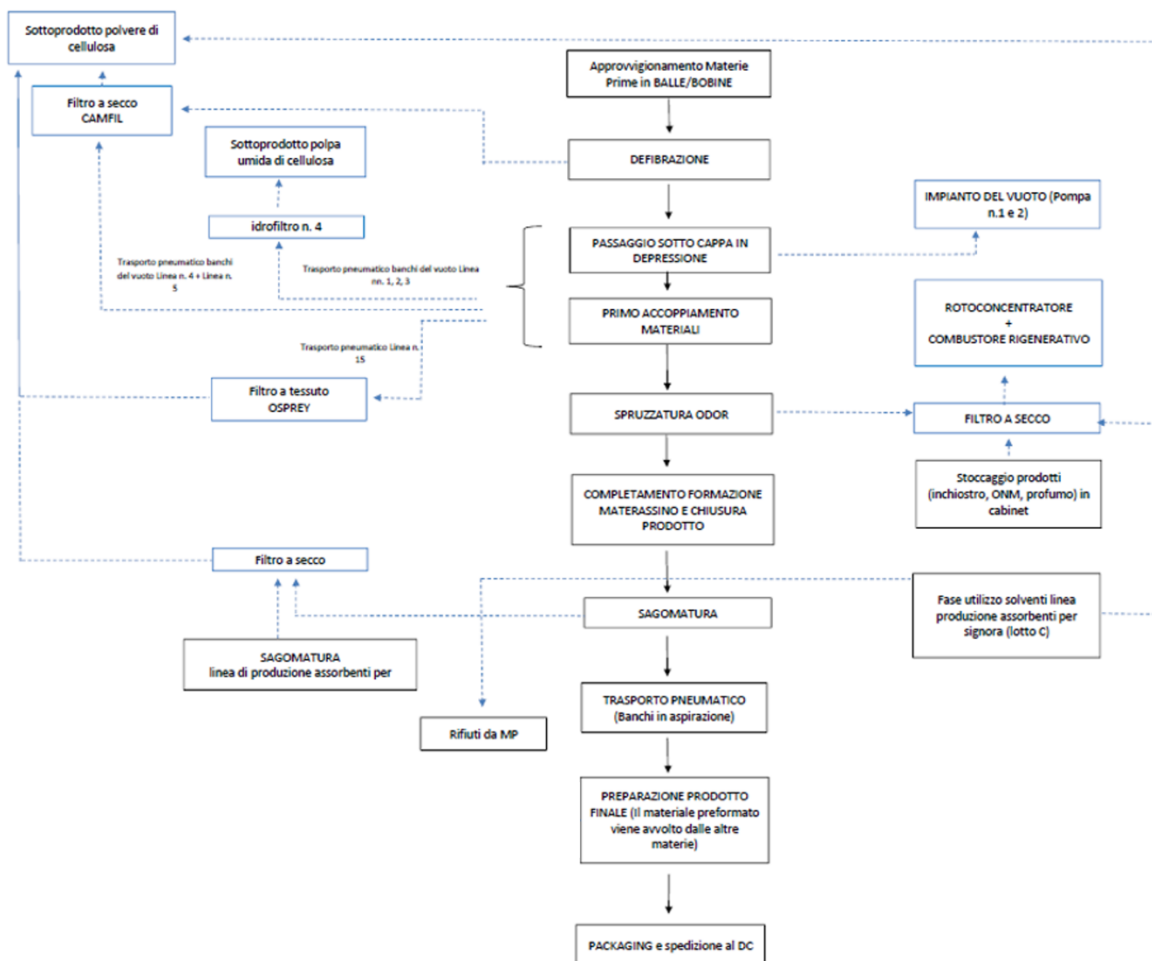 Sottoprodotto polvere di
cellulosa
Approvvigionamento Materie
Prime in BALLE/BOBINE
Filtro a secco
CAMFIL
Sottoprodotto polpa
umida di cellulosa
DEFIBRAZIONE
IMPIANTO DEL VUOTO (Pompa
n.1 e 2)
idrofiltro n. 4
PASSAGGIO SOTTO CAPPA IN
DEPRESSIONE
Trasporto pneumatico banchi
del vuoto Linea n. 4 + Linea n.
5
Trasporto pneumatico banchi del vuoto Linea
nn. 1, 2, 3
ROTOCONCENTRATORE
+
COMBUSTORE RIGENERATIVO
PRIMO ACCOPPIAMENTO
MATERIALI
Trasporto pneumatico Linea n.
15
Filtro a tessuto
OSPREY
SPRUZZATURA ODOR
FILTRO A SECCO
Stoccaggio prodotti
(inchiostro, ONM, profumo) in
cabinet
COMPLETAMENTO FORMAZIONE
MATERASSINO E CHIUSURA
PRODOTTO
Filtro a secco
SAGOMATURA
Fase utilizzo solventi linea
produzione assorbenti per
signora (lotto C)
SAGOMATURA
linea di produzione assorbenti per
TRASPORTO PNEUMATICO
(Banchi in aspirazione)
Rifiuti da MP
PREPARAZIONE PRODOTTO
FINALE (Il materiale preformato
viene avvolto dalle altre
materie)
PACKAGING e spedizione al DC